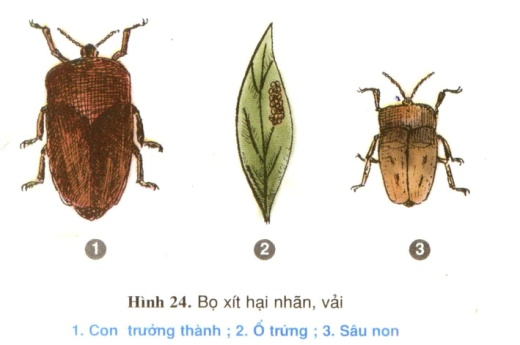 1 2 3
Hình 24. Bọ xít hại nhãn, vải
1. Con trưởng thành ; 2. Ổ trứng ; 3. Sâu non